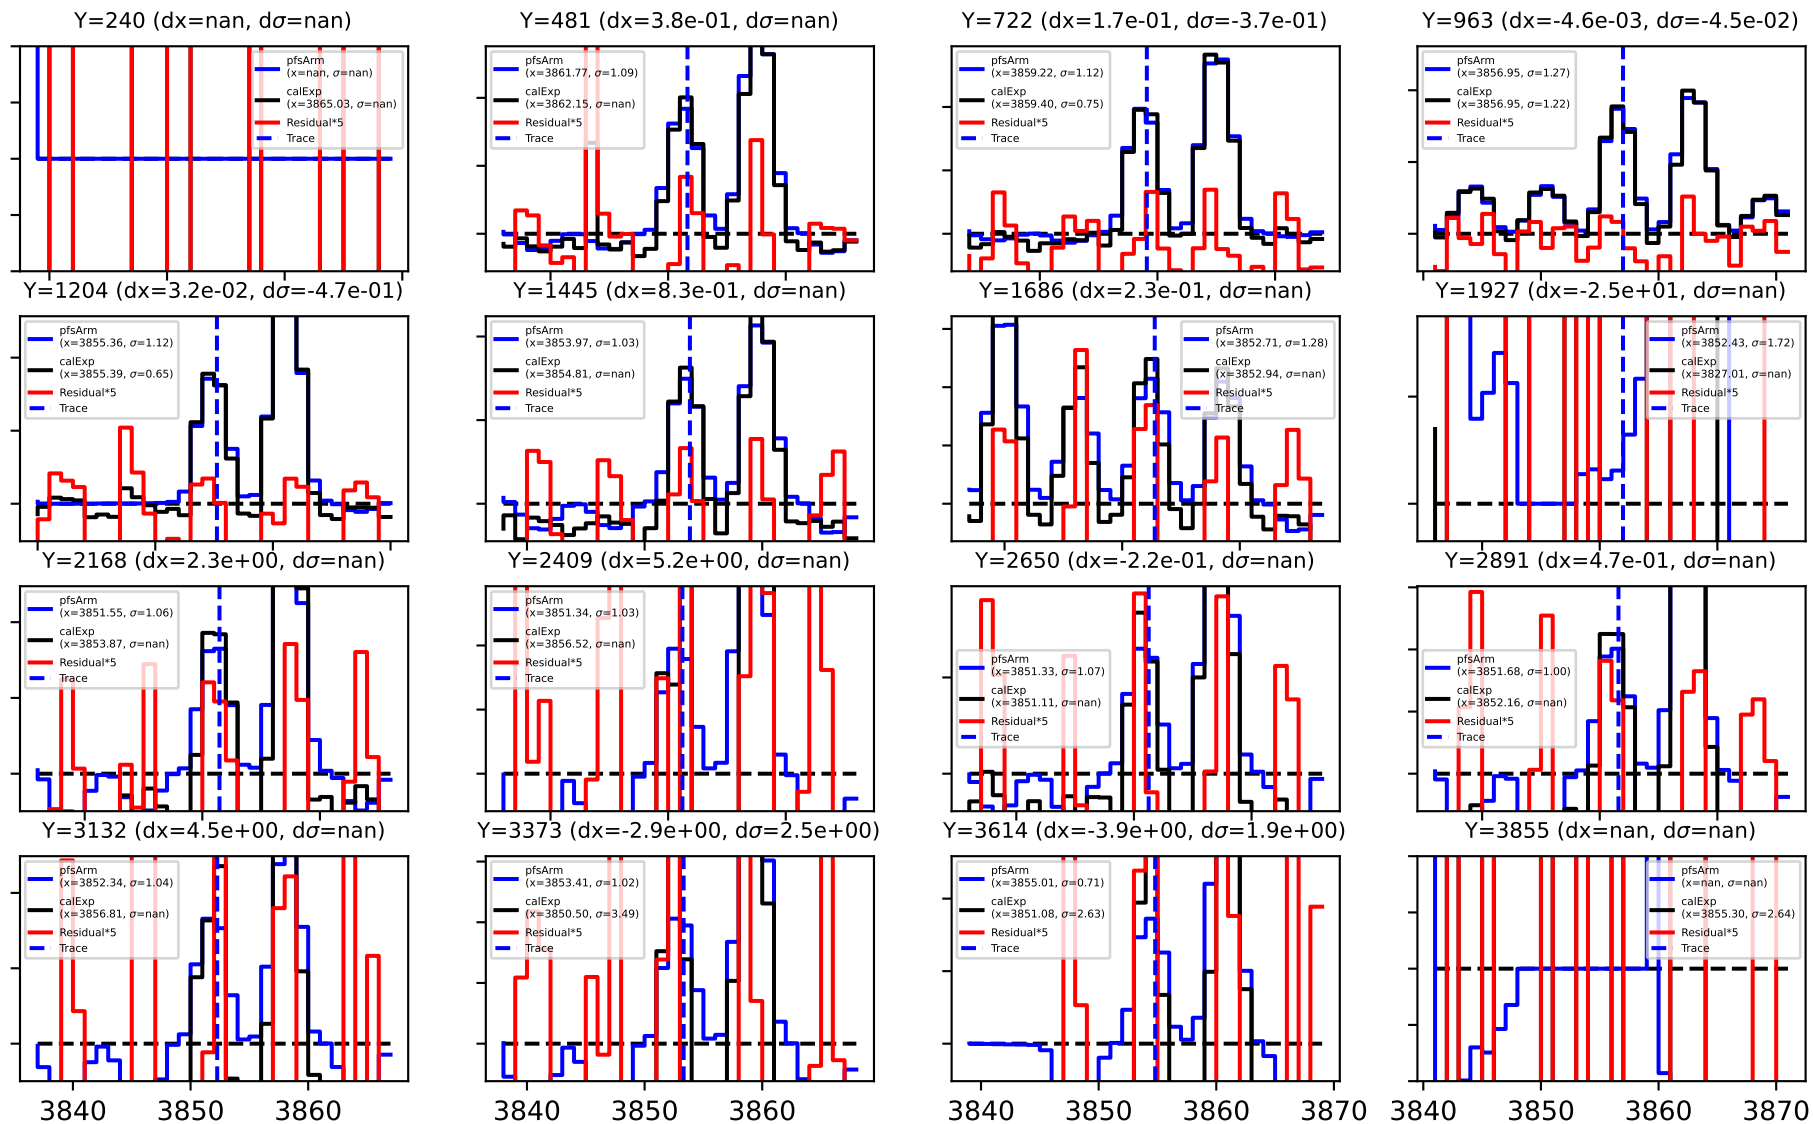 Y=240 (dx=nan, dσ=nan)
pfsArm
(x=nan, σ=nan)
calExp
(x=3865.03, σ=nan)
Residual*5
Trace
Y=481 (dx=3.8e-01, dσ=nan)
pfsArm
(x=3861.77, σ=1.09)
calExp
(x=3862.15, σ=nan)
Residual*5
Trace
Y=722 (dx=1.7e-01, dσ=-3.7e-01)
pfsArm
(x=3859.22, σ=1.12)
calExp
(x=3859.40, σ=0.75)
Residual*5
Trace
Y=963 (dx=-4.6e-03, dσ=-4.5e-02)
pfsArm
(x=3856.95, σ=1.27)
calExp
(x=3856.95, σ=1.22)
Residual*5
Trace
Y=1204 (dx=3.2e-02, dσ=-4.7e-01)
pfsArm
(x=3855.36, σ=1.12)
calExp
(x=3855.39, σ=0.65)
Residual*5
Trace
Y=1445 (dx=8.3e-01, dσ=nan)
pfsArm
(x=3853.97, σ=1.03)
calExp
(x=3854.81, σ=nan)
Residual*5
Trace
Y=1686 (dx=2.3e-01, dσ=nan)
pfsArm
(x=3852.71, σ=1.28)
calExp
(x=3852.94, σ=nan)
Residual*5
Trace
Y=1927 (dx=-2.5e+01, dσ=nan)
pfsArm
(x=3852.43, σ=1.72)
calExp
(x=3827.01, σ=nan)
Residual*5
Trace
Y=2168 (dx=2.3e+00, dσ=nan)
pfsArm
(x=3851.55, σ=1.06)
calExp
(x=3853.87, σ=nan)
Residual*5
Trace
Y=2409 (dx=5.2e+00, dσ=nan)
pfsArm
(x=3851.34, σ=1.03)
calExp
(x=3856.52, σ=nan)
Residual*5
Trace
Y=2650 (dx=-2.2e-01, dσ=nan)
pfsArm
(x=3851.33, σ=1.07)
calExp
(x=3851.11, σ=nan)
Residual*5
Trace
Y=2891 (dx=4.7e-01, dσ=nan)
pfsArm
(x=3851.68, σ=1.00)
calExp
(x=3852.16, σ=nan)
Residual*5
Trace
Y=3132 (dx=4.5e+00, dσ=nan)
pfsArm
(x=3852.34, σ=1.04)
calExp
(x=3856.81, σ=nan)
Residual*5
Trace
Y=3373 (dx=-2.9e+00, dσ=2.5e+00)
pfsArm
(x=3853.41, σ=1.02)
calExp
(x=3850.50, σ=3.49)
Residual*5
Trace
Y=3614 (dx=-3.9e+00, dσ=1.9e+00)
pfsArm
(x=3855.01, σ=0.71)
calExp
(x=3851.08, σ=2.63)
Residual*5
Trace
Y=3855 (dx=nan, dσ=nan)
pfsArm
(x=nan, σ=nan)
calExp
(x=3855.30, σ=2.64)
Residual*5
Trace
3840 3850 3860
3840 3850 3860
3840 3850 3860 3870
3840 3850 3860 3870